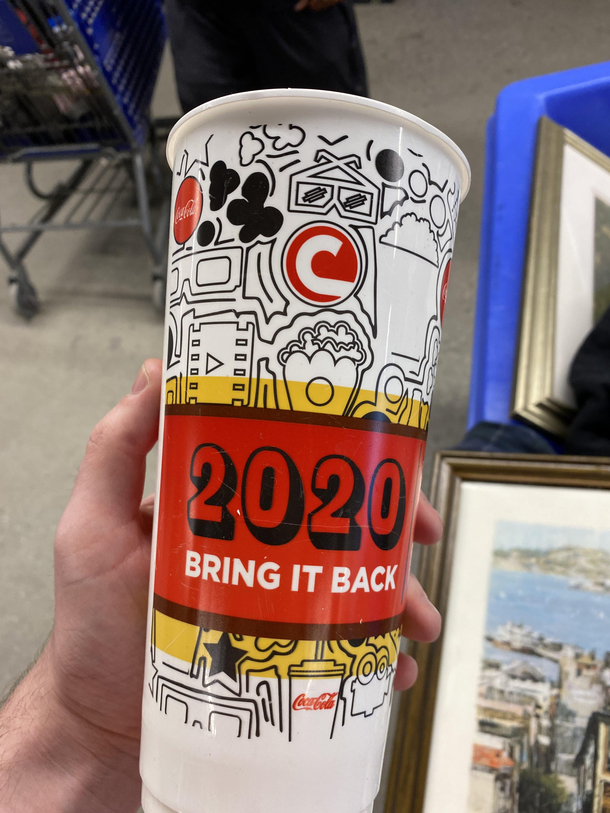 Coca-Cola
C
2020
BRING IT BACK
Coca-Cola